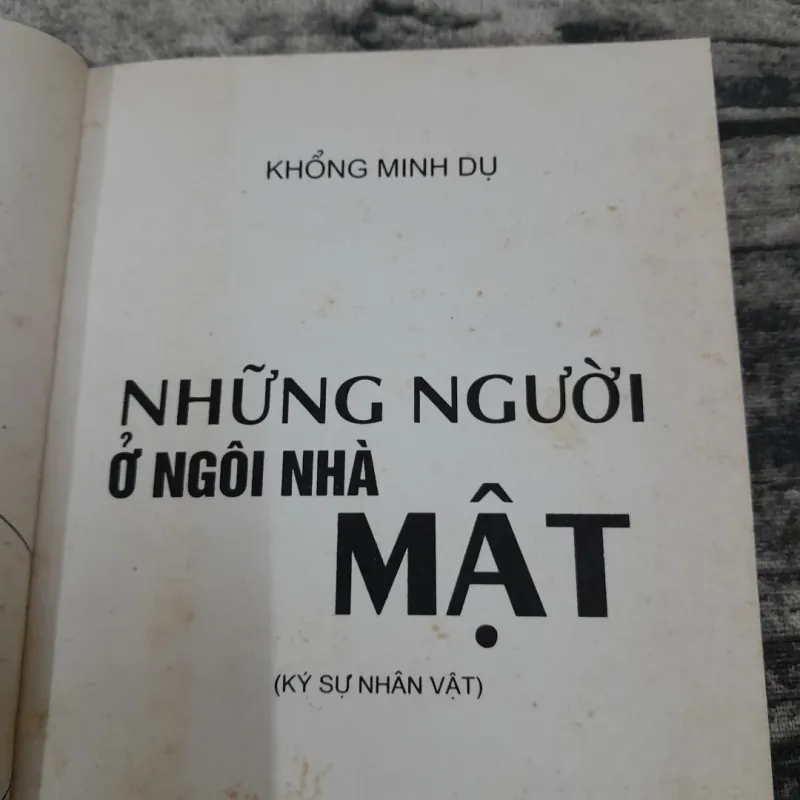 KHỔNG MINH DỤ
NHỮNG NGƯỜI
Ở NGÔI NHÀ
MẬT
(KÝ SỰ NHÂN VẬT)